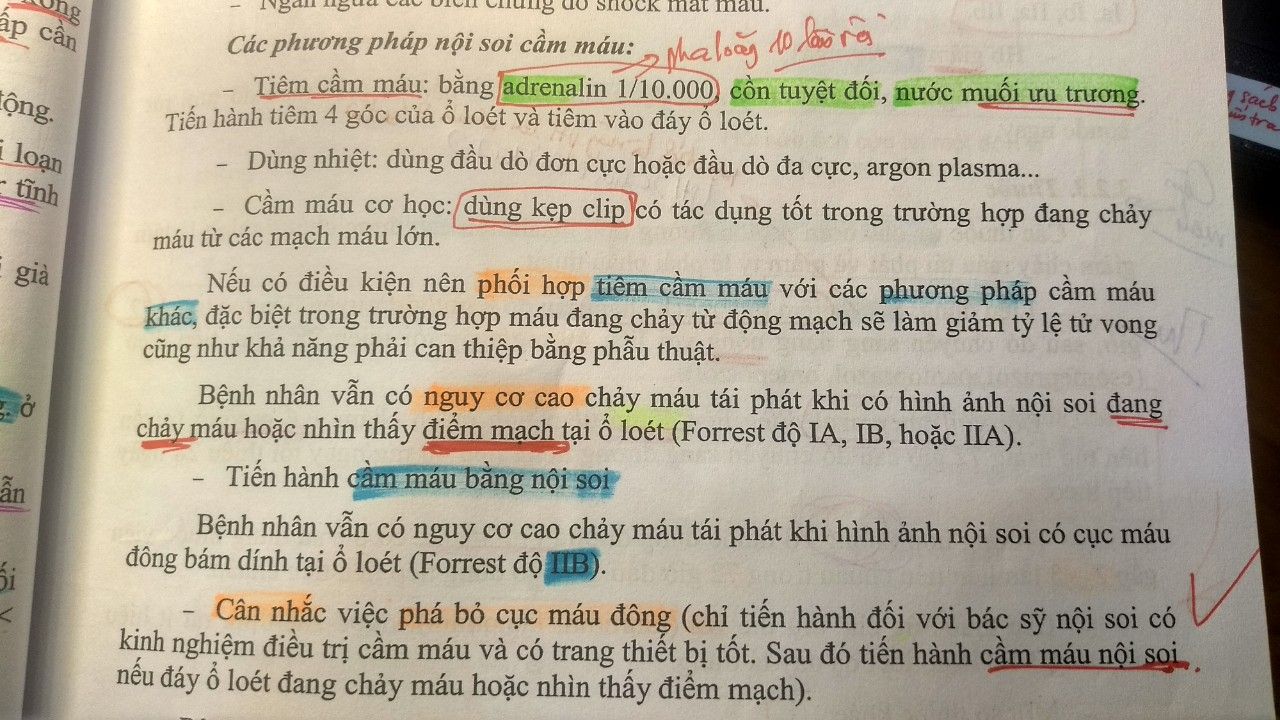 Ngăn ngừa các biến chứng do shock mất máu.
Các phương pháp nội soi cầm máu:
pha loãng 10 lần rồi
– Tiêm cầm máu: bằng adrenalin 1/10.000, cồn tuyệt đối, nước muối ưu trương.
Tiến hành tiêm 4 góc của ổ loét và tiêm vào đáy ổ loét.
– Dùng nhiệt: dùng đầu dò đơn cực hoặc đầu dò đa cực, argon plasma...
– Cầm máu cơ học: dùng kẹp clip có tác dụng tốt trong trường hợp đang chảy
máu từ các mạch máu lớn.
Nếu có điều kiện nên phối hợp tiêm cầm máu với các phương pháp cầm máu
khác, đặc biệt trong trường hợp máu đang chảy từ động mạch sẽ làm giảm tỷ lệ tử vong
cũng như khả năng phải can thiệp bằng phẫu thuật.
Bệnh nhân vẫn có nguy cơ cao chảy máu tái phát khi có hình ảnh nội soi đang
chảy máu hoặc nhìn thấy điểm mạch tại ổ loét (Forrest độ IA, IB, hoặc IIA).
– Tiến hành cầm máu bằng nội soi
Bệnh nhân vẫn có nguy cơ cao chảy máu tái phát khi hình ảnh nội soi có cục máu
đông bám dính tại ổ loét (Forrest độ IIB).
– Cân nhắc việc phá bỏ cục máu đông (chỉ tiến hành đối với bác sỹ nội soi có
kinh nghiệm điều trị cầm máu và có trang thiết bị tốt. Sau đó tiến hành cầm máu nội soi
nếu đáy ổ loét đang chảy máu hoặc nhìn thấy điểm mạch).
ấp cần
ộng.
loạn
tĩnh
già
ở
ẫn